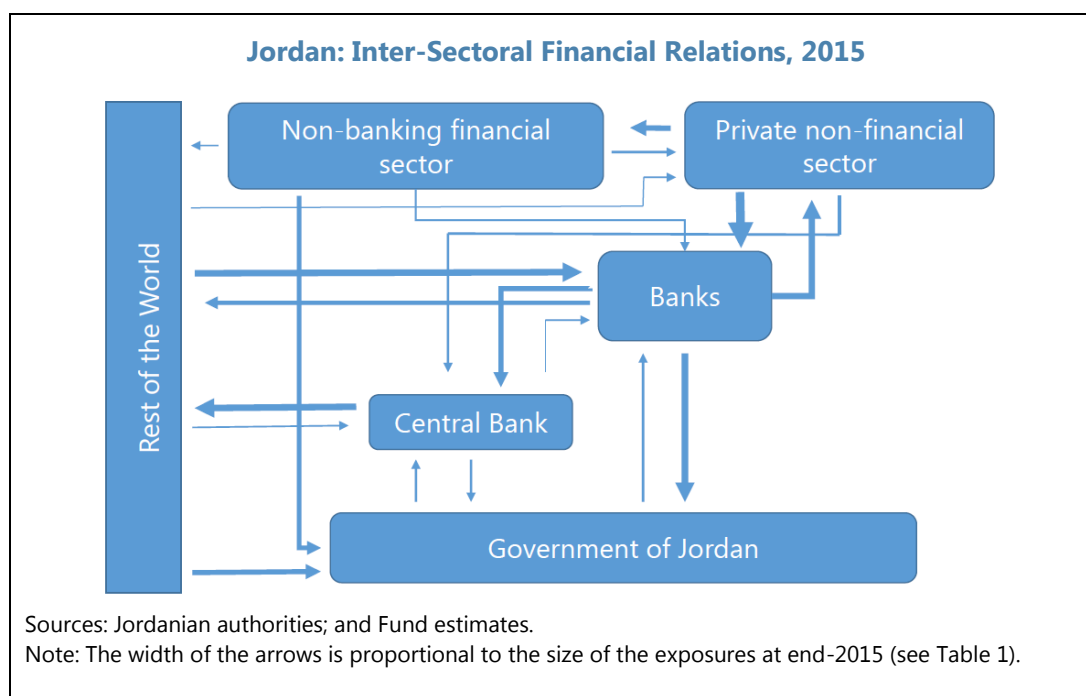 Jordan: Inter-Sectoral Financial Relations, 2015
Non-banking financial
sector
Private non-financial
sector
Rest of the World
Banks
Central Bank
Government of Jordan
Sources: Jordanian authorities; and Fund estimates.
Note: The width of the arrows is proportional to the size of the exposures at end-2015 (see Table 1).